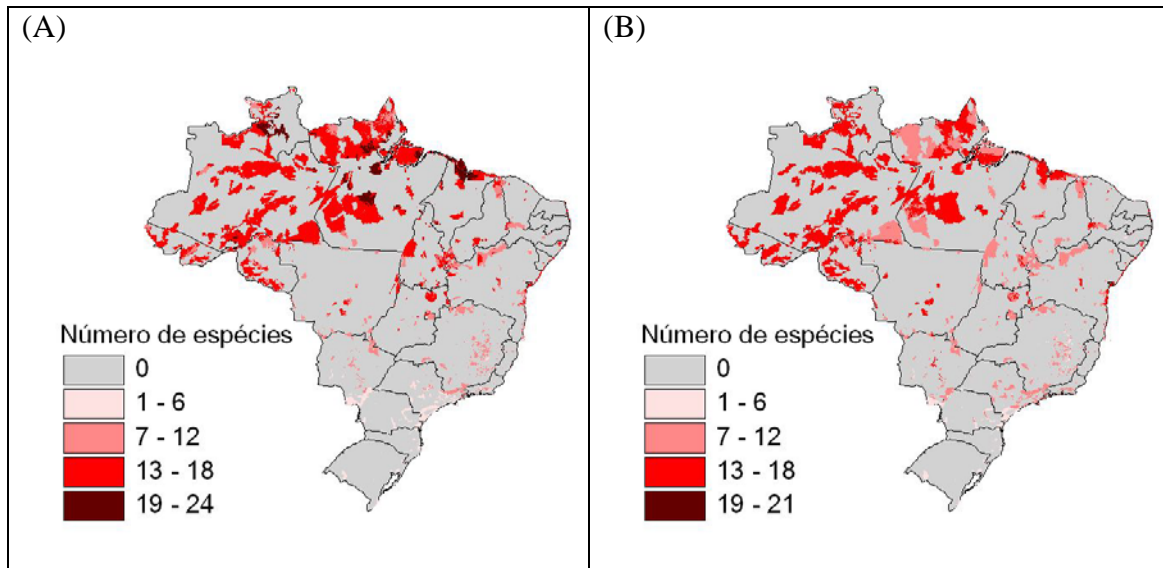 (A)
Número de espécies
0
1 - 6
7 - 12
13 - 18
19 - 24
(B)
Número de espécies
0
1 - 6
7 - 12
13 - 18
19 - 21